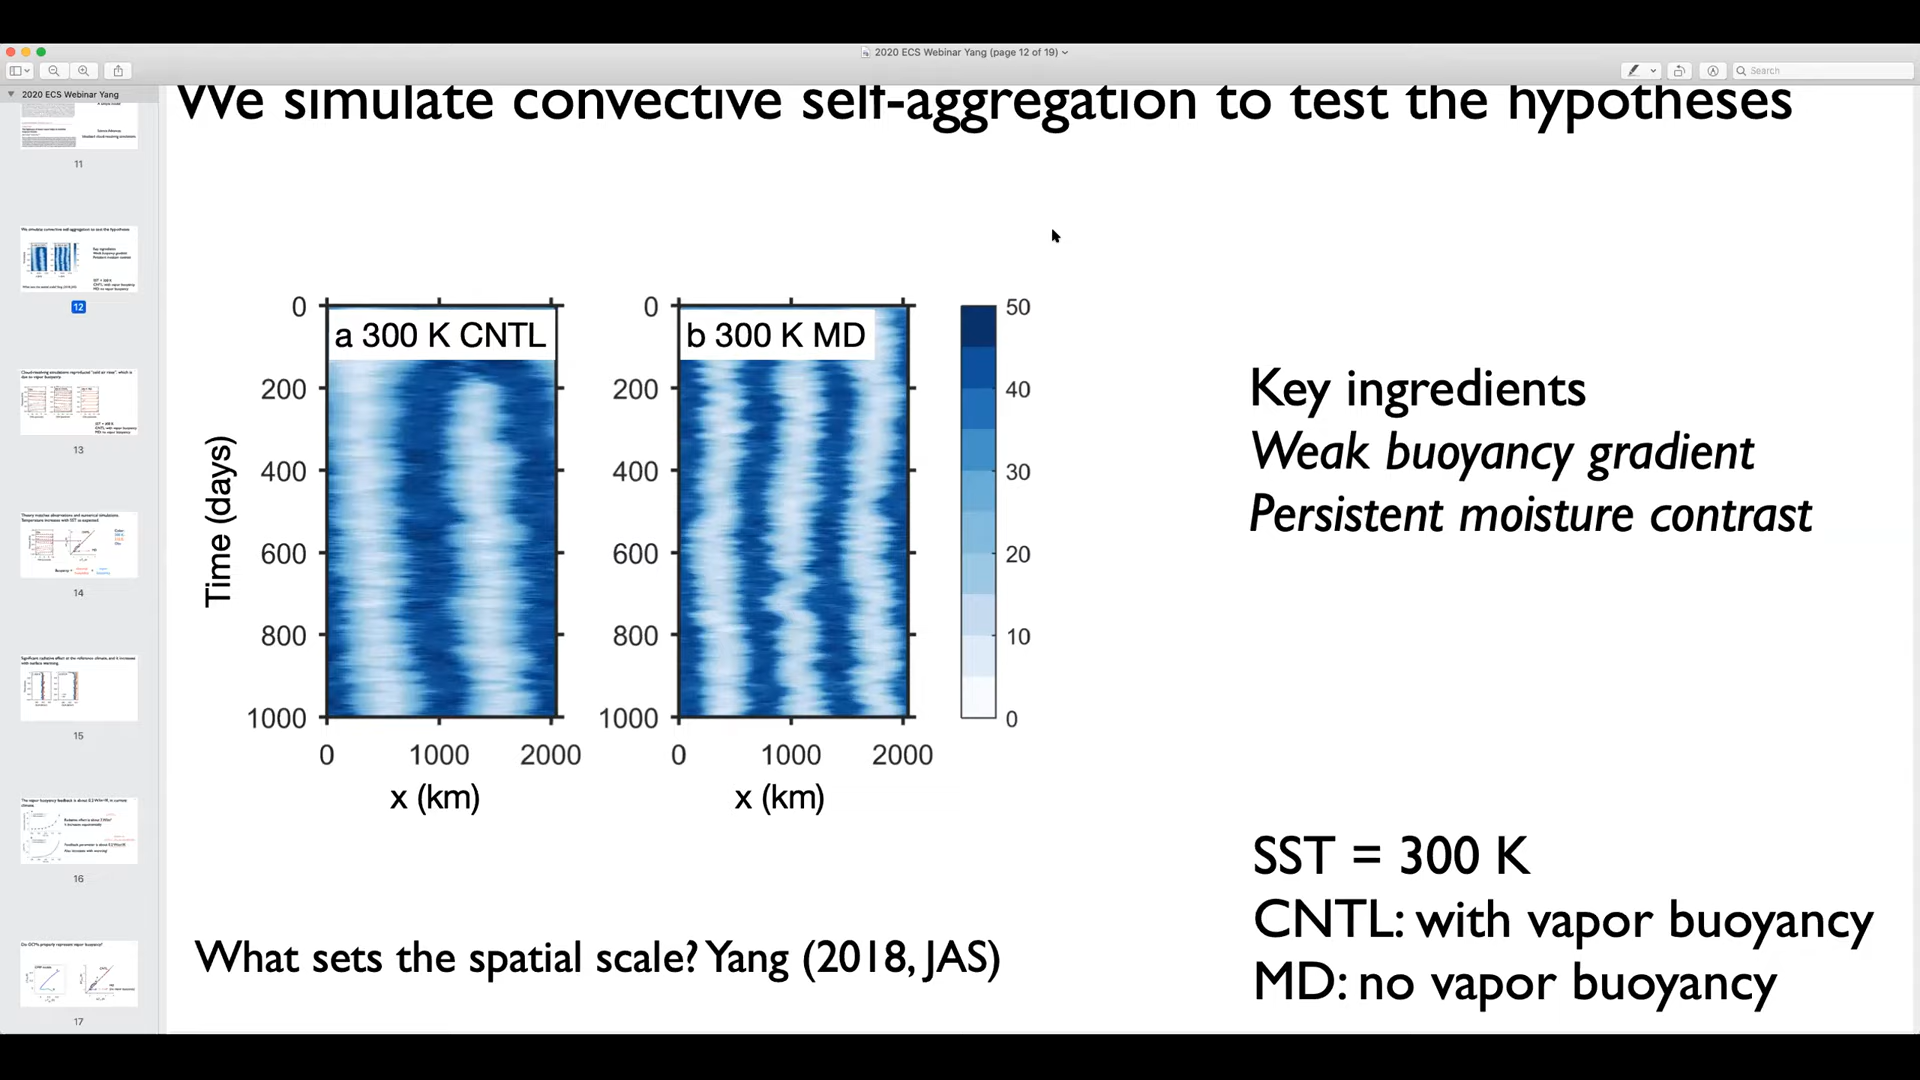 2020 ECS Webinar Yang (page 12 of 19)
Search
2020 ECS Webinar Yang
11
12
13
14
15
16
17
We simulate convective self-aggregation to test the hypotheses
a 300 K CNTL
b 300 K MD
0
200
400
600
800
1000
Time (days)
0
1000
2000
x (km)
0
200
400
600
800
1000
0
1000
2000
x (km)
50
40
30
20
10
0
Key ingredients
Weak buoyancy gradient
Persistent moisture contrast
What sets the spatial scale? Yang (2018, JAS)
SST = 300 K
CNTL: with vapor buoyancy
MD: no vapor buoyancy